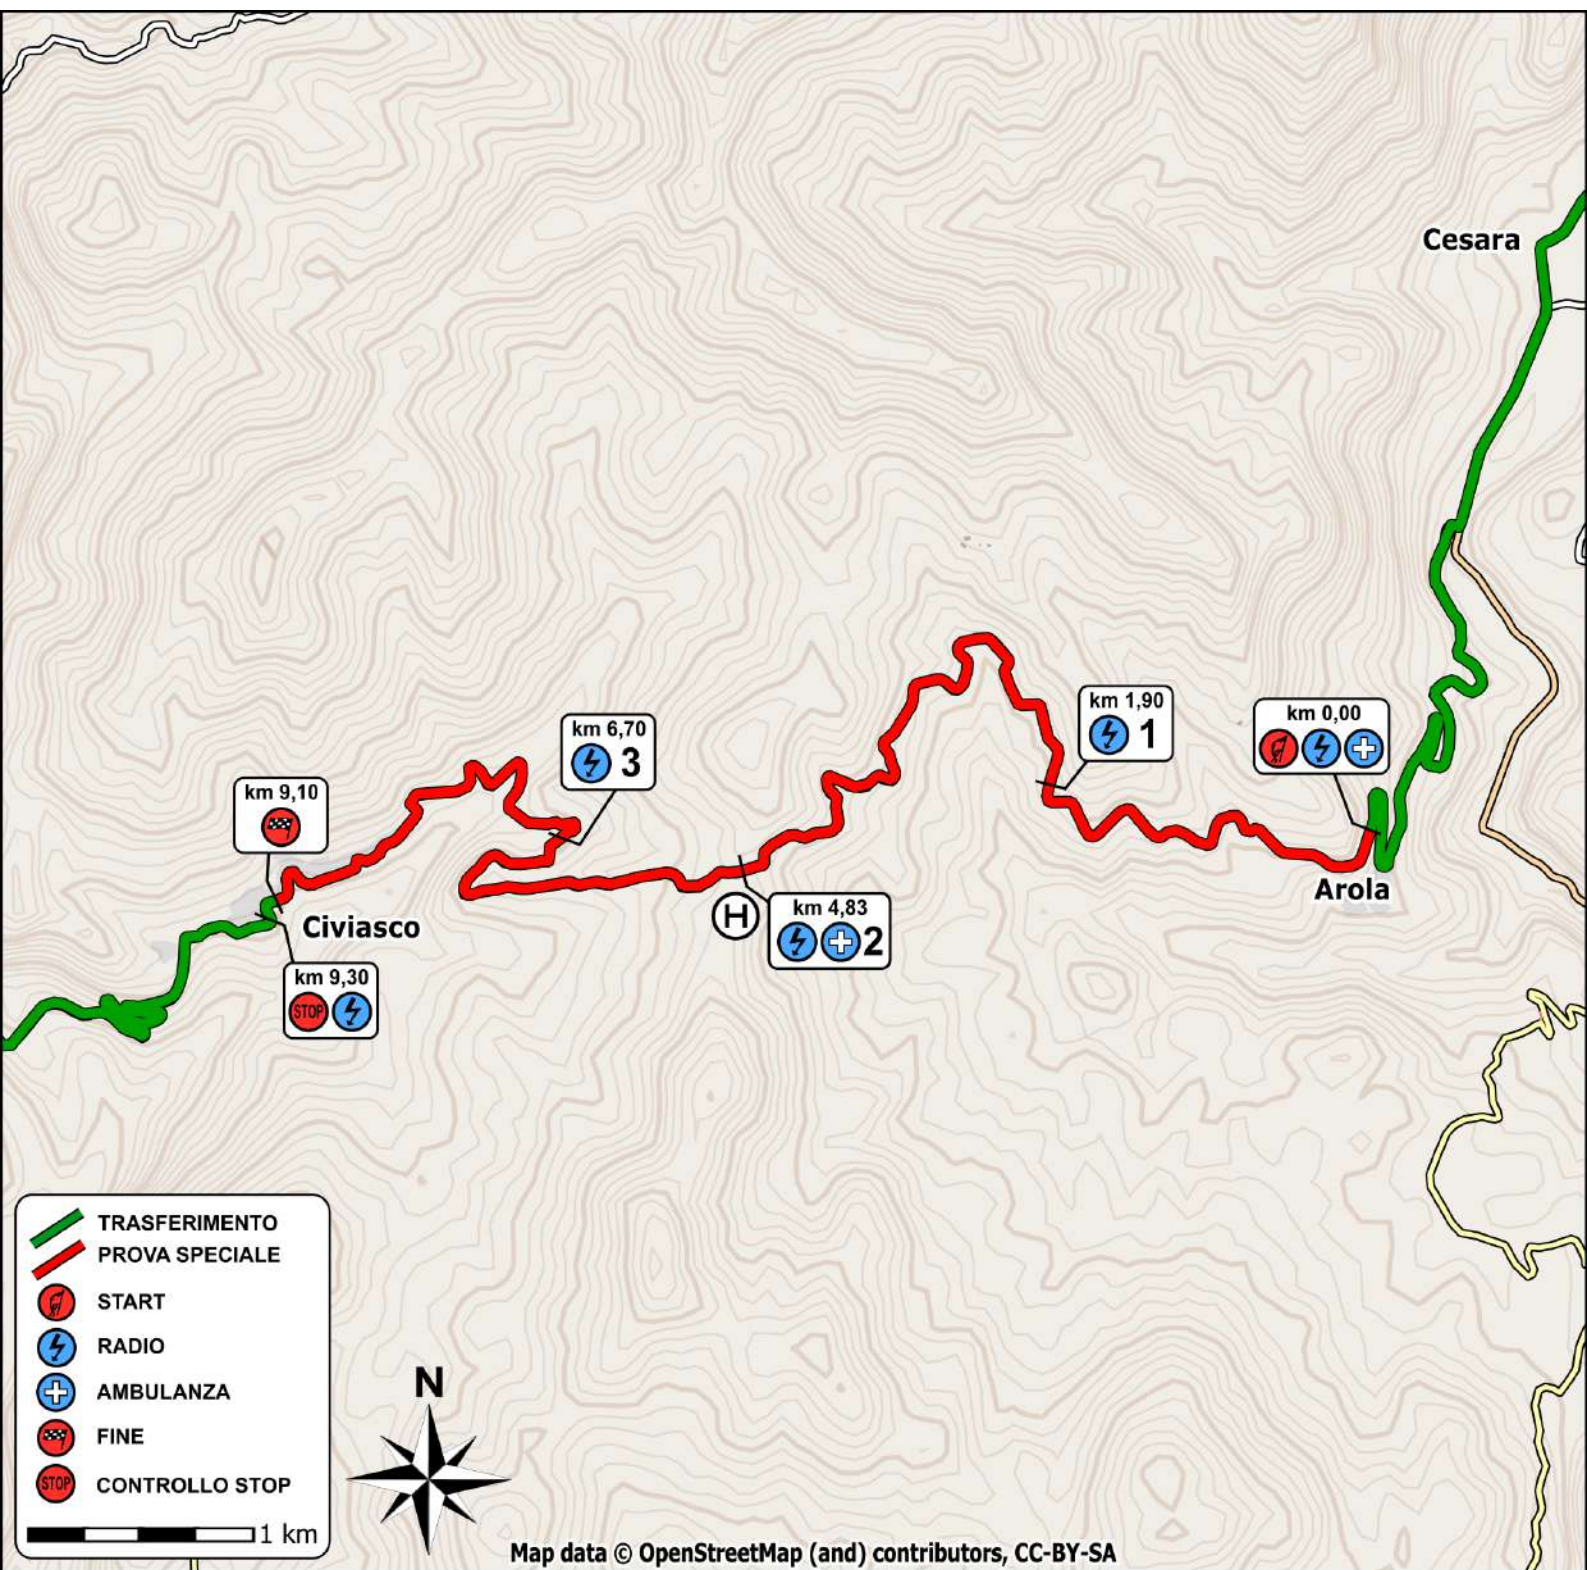 Cesara
km 1,90
1
km 0,00
km 6,70
3
km 9,10
Arola
km 4,83
2
H
Civiasco
km 9,30
STOP
TRASFERIMENTO
PROVA SPECIALE
START
RADIO
AMBULANZA
FINE
STOP
CONTROLLO STOP
1 km
N
Map data © OpenStreetMap (and) contributors, CC-BY-SA